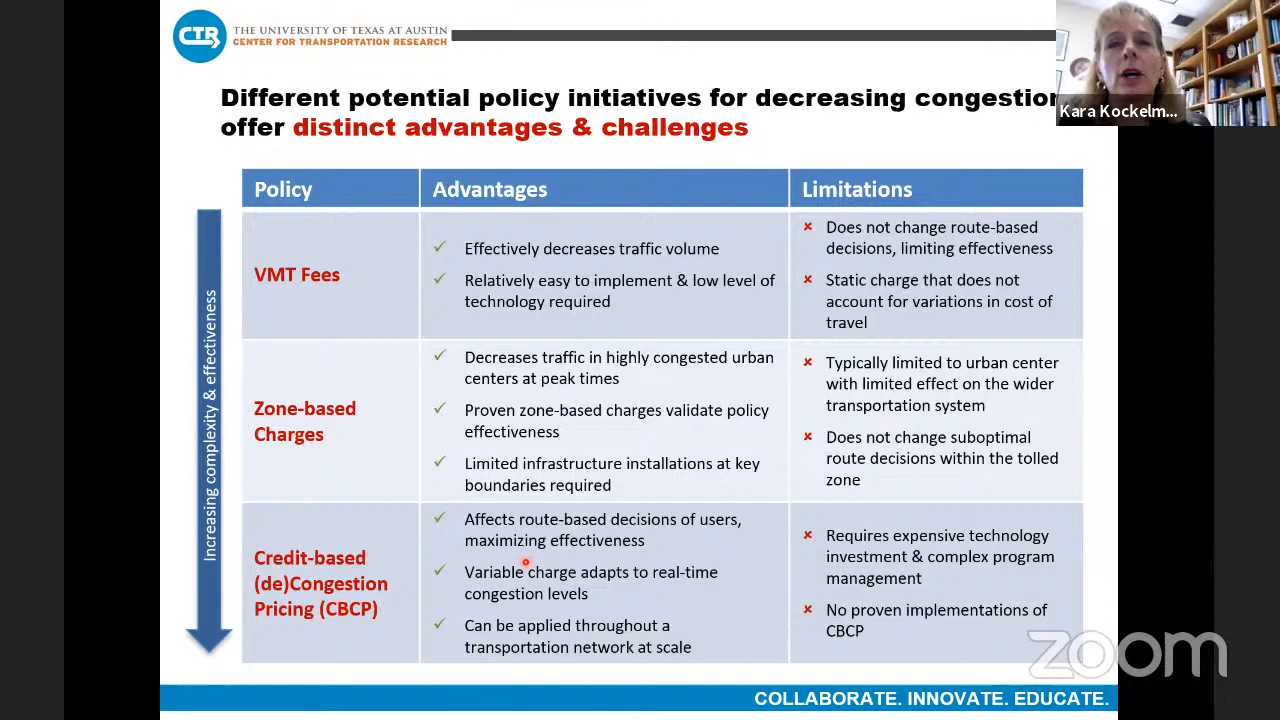 CTR
THE UNIVERSITY OF TEXAS AT AUSTIN
CENTER FOR TRANSPORTATION RESEARCH
Different potential policy initiatives for decreasing congestion
offer distinct advantages & challenges
Kara Kockelm...
Policy
Advantages
Limitations
Increasing complexity & effectiveness
VMT Fees
✓ Effectively decreases traffic volume
✓ Relatively easy to implement & low level of
technology required
✘ Does not change route-based
decisions, limiting effectiveness
✘ Static charge that does not
account for variations in cost of
travel
Zone-based
Charges
✓ Decreases traffic in highly congested urban
centers at peak times
✓ Proven zone-based charges validate policy
effectiveness
✓ Limited infrastructure installations at key
boundaries required
✘ Typically limited to urban center
with limited effect on the wider
transportation system
✘ Does not change suboptimal
route decisions within the tolled
zone
Credit-based
(de)Congestion
Pricing (CBCP)
✓ Affects route-based decisions of users,
maximizing effectiveness
✓ Variable charge adapts to real-time
congestion levels
✓ Can be applied throughout a
transportation network at scale
✘ Requires expensive technology
investment & complex program
management
✘ No proven implementations of
CBCP
zoom
COLLABORATE. INNOVATE. EDUCATE.